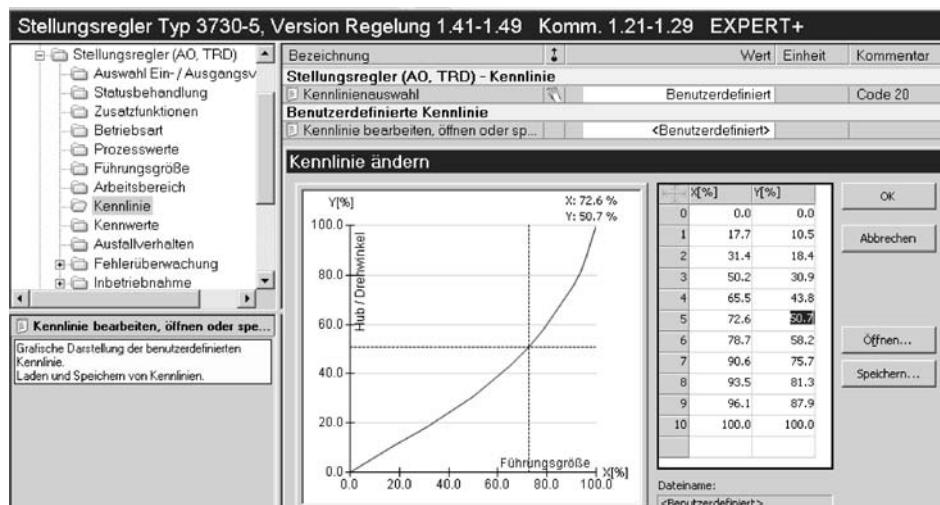 Stellungsregler Typ 3730-5, Version Regelung 1.41-1.49 Komm. 1.21-1.29 EXPERT+
Stellungsregler (AO, TRD)
Auswahl Ein-/Ausgangsv
Statusbehandlung
Zusatzfunktionen
Betriebsart
Prozesswerte
Führungsgröße
Arbeitsbereich
Kennlinie
Kennwerte
Ausfallverhalten
Fehlerüberwachung
Inbetriebnahme
Kennlinie bearbeiten, öffnen oder spe...
Grafische Darstellung der benutzerdefinierten
Kennlinie.
Laden und Speichern von Kennlinien.
Bezeichnung Wert Einheit Kommentar
Stellungsregler (AO, TRD) - Kennlinie
Kennlinienauswahl Benutzerdefiniert Code 20
Benutzerdefinierte Kennlinie
Kennlinie bearbeiten, öffnen oder sp... <Benutzerdefiniert>
Kennlinie ändern
Y[%]
X: 72.6 %
Y: 50.7 %
100.0
80.0
60.0
40.0
20.0
0.0
Hub / Drehwinkel
Führungsgröße
X[%]
0.0 20.0 40.0 60.0 80.0 100.0
X[%] Y[%]
0 0.0 0.0
1 17.7 10.5
2 31.4 18.4
3 50.2 30.9
4 65.5 43.8
5 72.6 50.7
6 78.7 58.2
7 90.6 75.7
8 93.5 81.3
9 96.1 87.9
10 100.0 100.0
Dateiname:
<Benutzerdefiniert>
OK
Abbrechen
Öffnen...
Speichern...